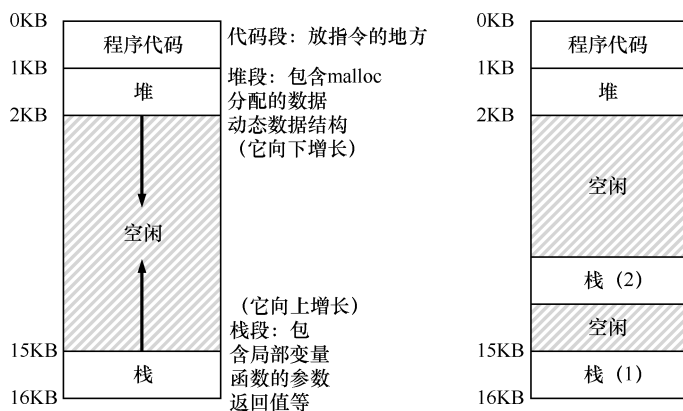 0KB
程序代码
1KB
堆
2KB
空闲
15KB
栈
16KB
代码段：放指令的地方
堆段：包含malloc
分配的数据
动态数据结构
（它向下增长）
（它向上增长）
栈段：包
含局部变量
函数的参数
返回值等
0KB
程序代码
1KB
堆
2KB
空闲
栈（2）
空闲
15KB
栈（1）
16KB